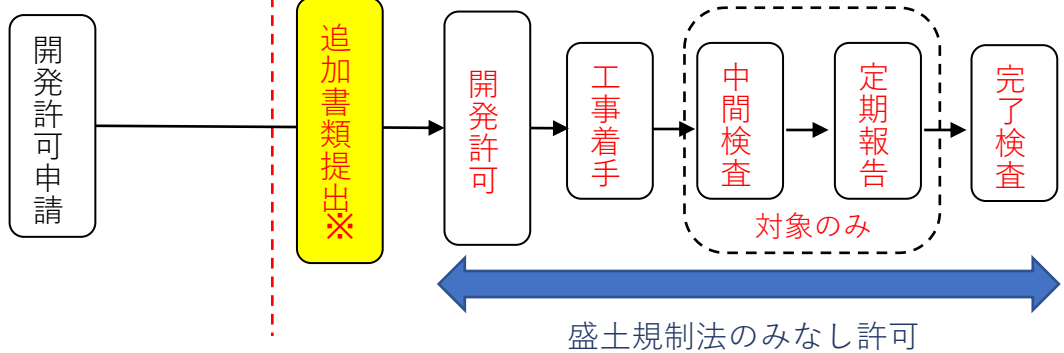 開発許可申請
追加書類提出※
開発許可
工事着手
中間検査
定期報告
完了検査
対象のみ
盛土規制法のみなし許可